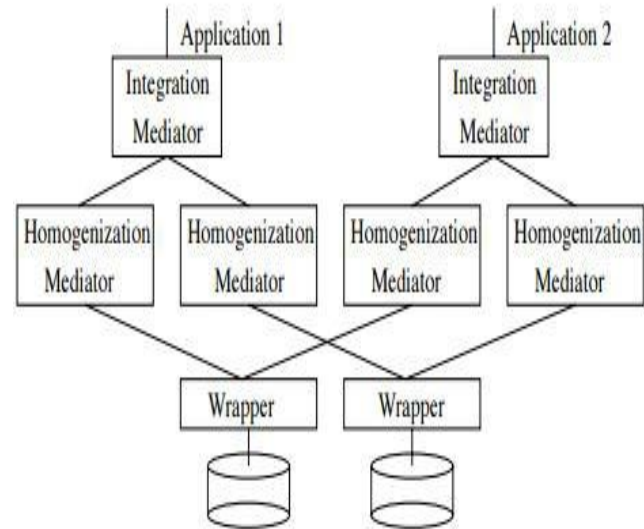 Application 1
Application 2
Integration
Mediator
Integration
Mediator
Homogenization
Mediator
Homogenization
Mediator
Homogenization
Mediator
Homogenization
Mediator
Wrapper
Wrapper